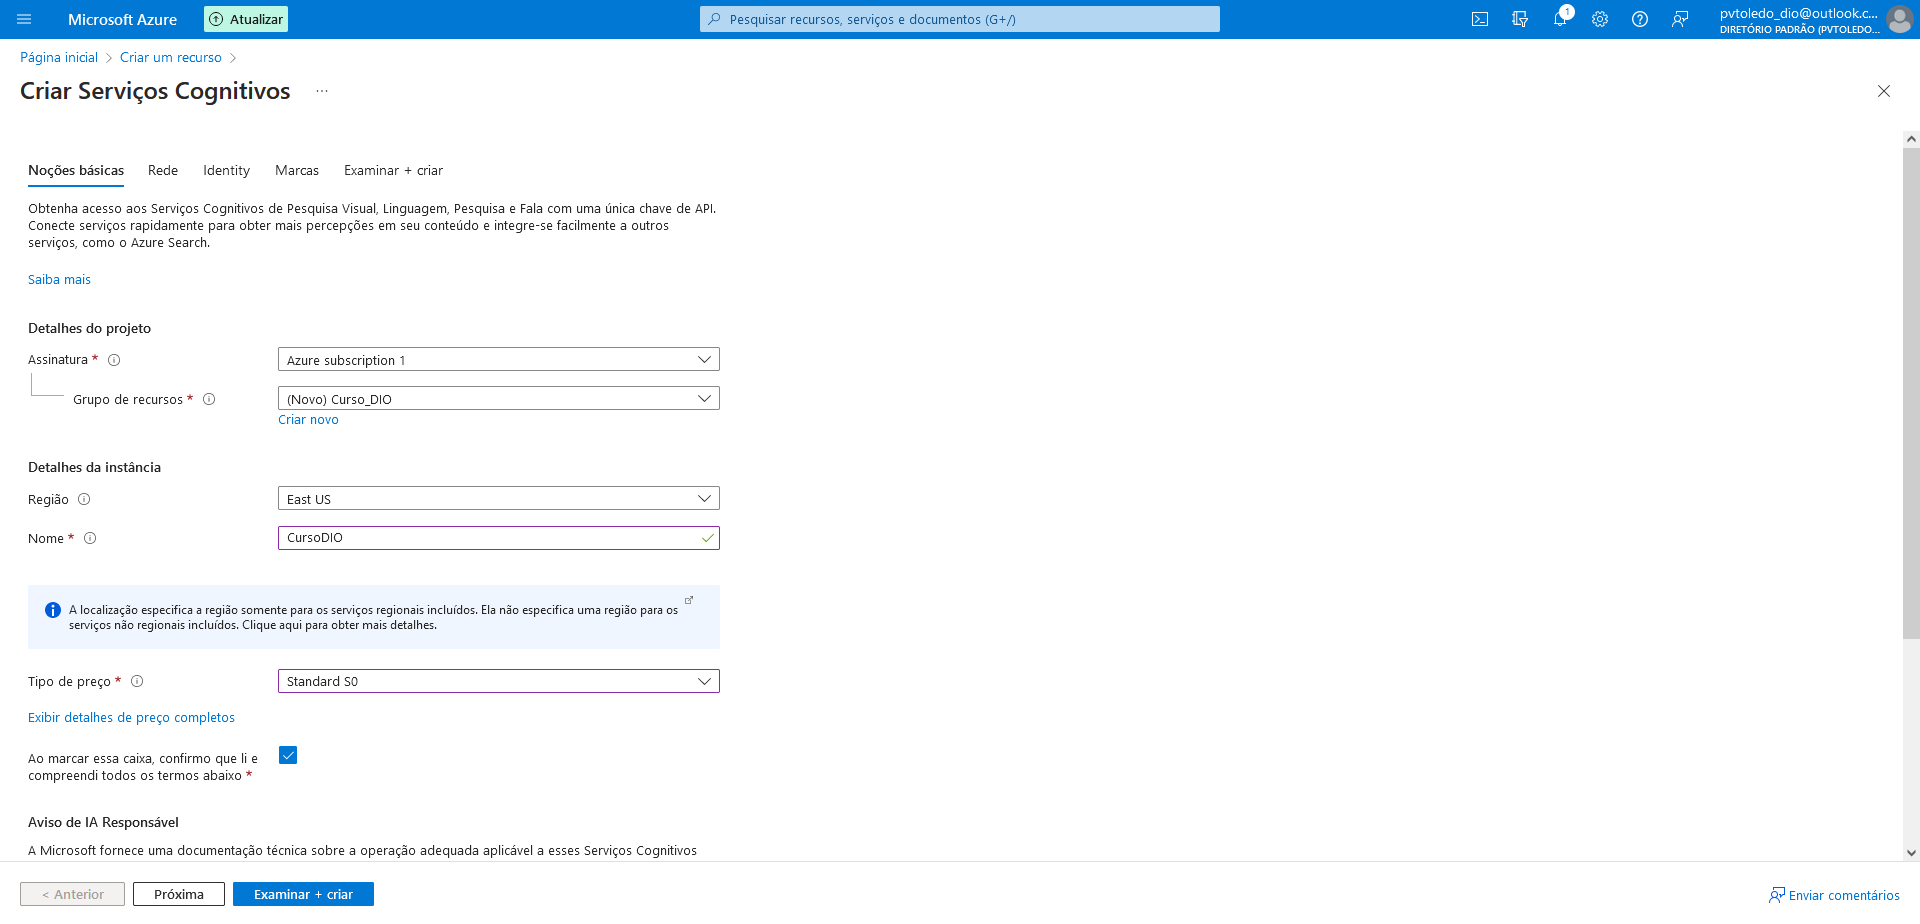 Microsoft Azure
Atualizar
Pesquisar recursos, serviços e documentos (G+/)
1
pvtoledo_dio@outlook.c...
DIRETÓRIO PADRÃO (PVTOLEDO...
Página inicial > Criar um recurso >
Criar Serviços Cognitivos ...
Noções básicas Rede Identity Marcas Examinar + criar
Obtenha acesso aos Serviços Cognitivos de Pesquisa Visual, Linguagem, Pesquisa e Fala com uma única chave de API.
Conecte serviços rapidamente para obter mais percepções em seu conteúdo e integre-se facilmente a outros
serviços, como o Azure Search.
Saiba mais
Detalhes do projeto
Assinatura *
Azure subscription 1
Grupo de recursos *
(Novo) Curso_DIO
Criar novo
Detalhes da instância
Região
East US
Nome *
CursoDIO
A localização especifica a região somente para os serviços regionais incluídos. Ela não especifica uma região para os
serviços não regionais incluídos. Clique aqui para obter mais detalhes.
Tipo de preço *
Standard S0
Exibir detalhes de preço completos
Ao marcar essa caixa, confirmo que li e
compreendi todos os termos abaixo *
Aviso de IA Responsável
A Microsoft fornece uma documentação técnica sobre a operação adequada aplicável a esses Serviços Cognitivos
< Anterior
Próxima
Examinar + criar
Enviar comentários